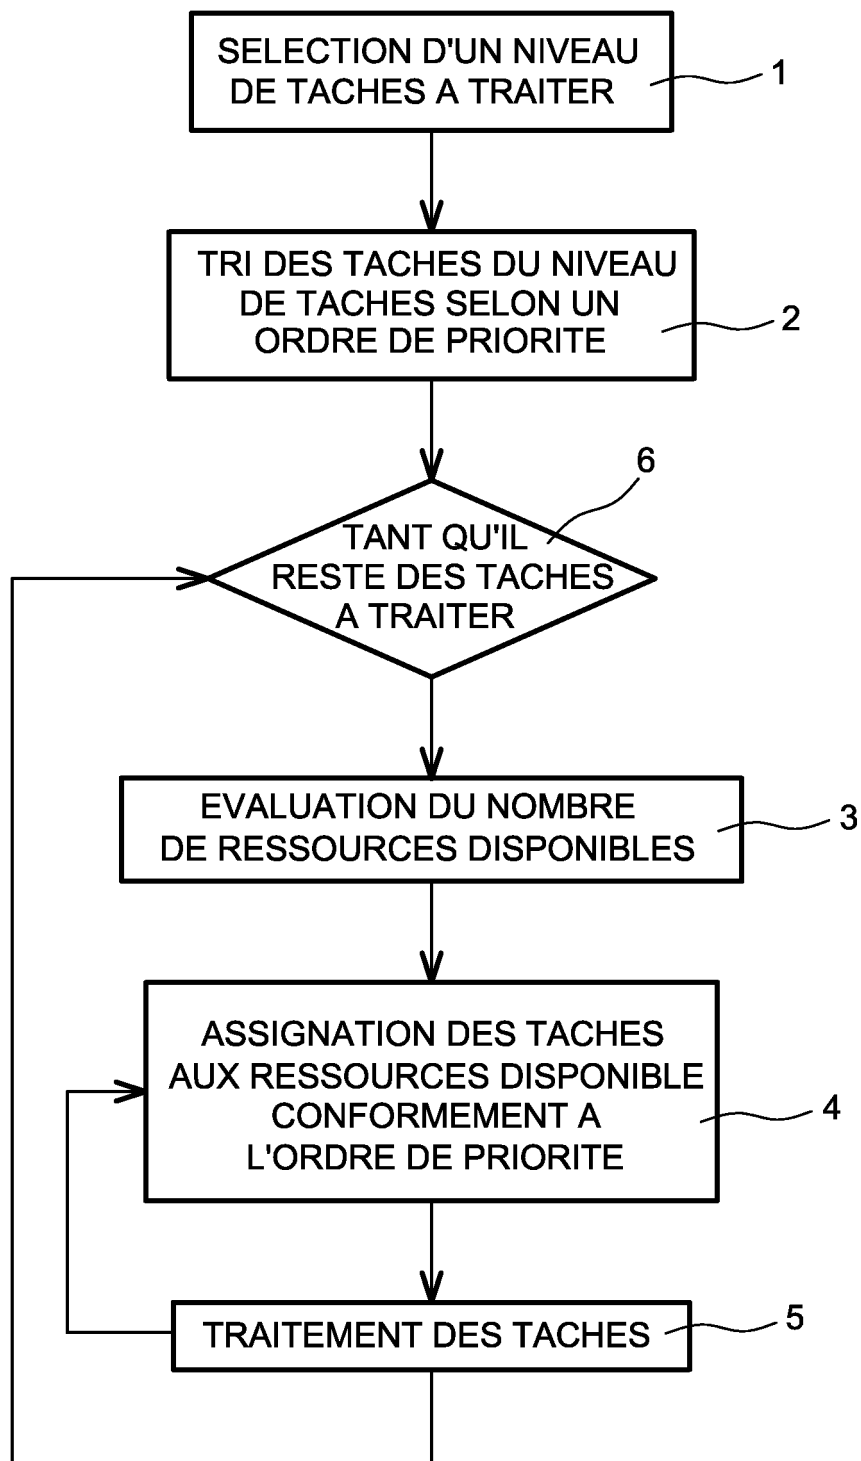 SELECTION D'UN NIVEAU
DE TACHES A TRAITER
1
TRI DES TACHES DU NIVEAU
DE TACHES SELON UN
ORDRE DE PRIORITE
2
6
TANT QU'IL
RESTE DES TACHES
A TRAITER
EVALUATION DU NOMBRE
DE RESSOURCES DISPONIBLES
3
ASSIGNATION DES TACHES
AUX RESSOURCES DISPONIBLE
CONFORMEMENT A
L'ORDRE DE PRIORITE
4
TRAITEMENT DES TACHES
5